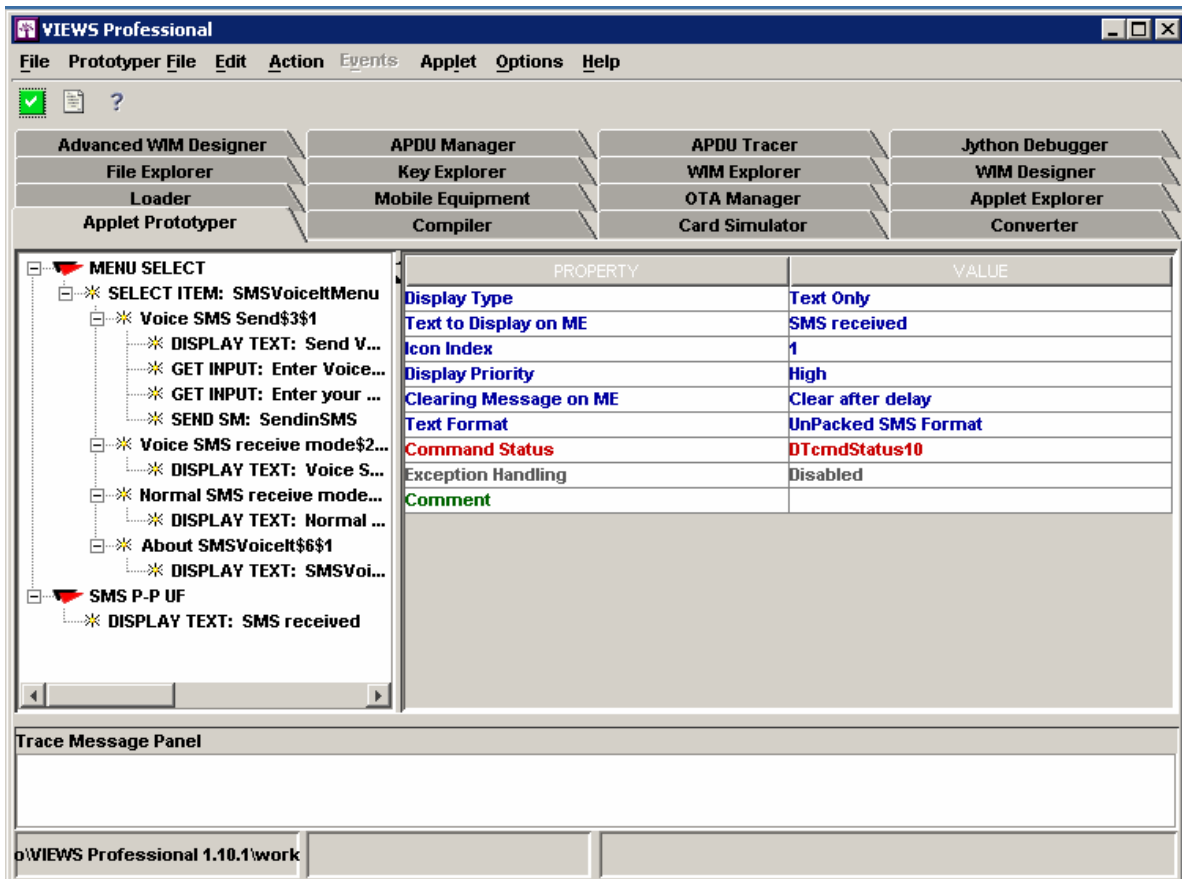 VIEWS Professional
File Prototyper File Edit Action Events Applet Options Help
?
Advanced WIM Designer APDU Manager APDU Tracer Jython Debugger
File Explorer Key Explorer WIM Explorer WIM Designer
Loader Mobile Equipment OTA Manager Applet Explorer
Applet Prototyper Compiler Card Simulator Converter
MENU SELECT
SELECT ITEM: SMSVoiceItMenu
Voice SMS Send$3$1
DISPLAY TEXT: Send V...
GET INPUT: Enter Voice...
GET INPUT: Enter your ...
SEND SM: SendinSMS
Voice SMS receive mode$2...
DISPLAY TEXT: Voice S...
Normal SMS receive mode...
DISPLAY TEXT: Normal ...
About SMSVoiceIt$6$1
DISPLAY TEXT: SMSVoi...
SMS P-P UF
DISPLAY TEXT: SMS received
PROPERTY VALUE
Display Type Text Only
Text to Display on ME SMS received
Icon Index 1
Display Priority High
Clearing Message on ME Clear after delay
Text Format UnPacked SMS Format
Command Status DTcmdStatus10
Exception Handling Disabled
Comment
Trace Message Panel
o\VIEWS Professional 1.10.1\work